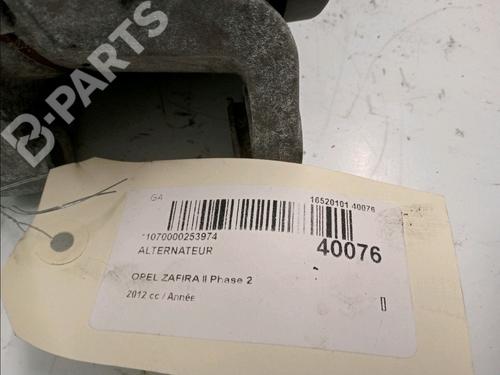 B-PARTS
GA
16520101 40076
*1070000253974
40076
ALTERNATEUR
OPEL ZAFIRA II Phase 2
2012 cc / Année
[]